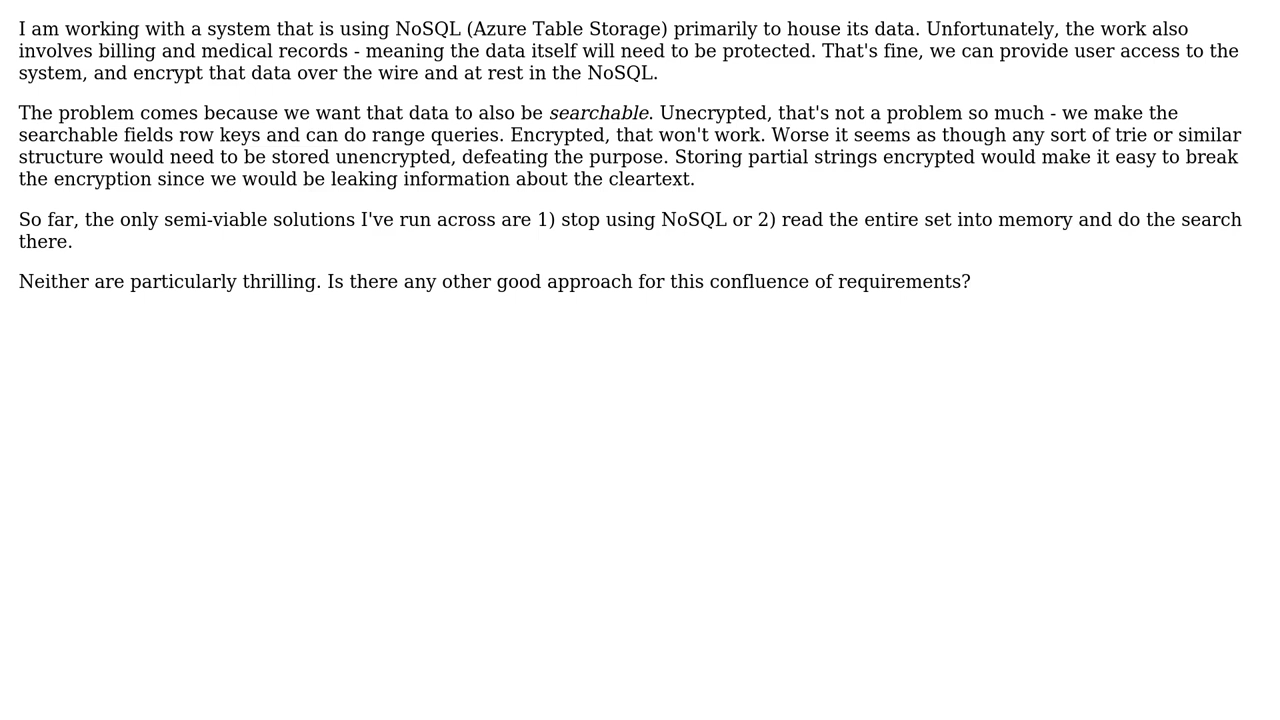 I am working with a system that is using NoSQL (Azure Table Storage) primarily to house its data. Unfortunately, the work also
involves billing and medical records - meaning the data itself will need to be protected. That's fine, we can provide user access to the
system, and encrypt that data over the wire and at rest in the NoSQL.
The problem comes because we want that data to also be searchable. Unecrypted, that's not a problem so much - we make the
searchable fields row keys and can do range queries. Encrypted, that won't work. Worse it seems as though any sort of trie or similar
structure would need to be stored unencrypted, defeating the purpose. Storing partial strings encrypted would make it easy to break
the encryption since we would be leaking information about the cleartext.
So far, the only semi-viable solutions I've run across are 1) stop using NoSQL or 2) read the entire set into memory and do the search
there.
Neither are particularly thrilling. Is there any other good approach for this confluence of requirements?